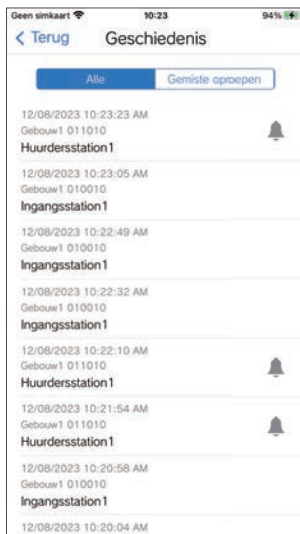 Geen simkaart 10:23 94%
Terug Geschiedenis
Alle Gemiste oproepen
12/08/2023 10:23:23 AM
Gebouw1 011010
Huurdersstation1
12/08/2023 10:23:05 AM
Gebouw1 010010
Ingangsstation1
12/08/2023 10:22:49 AM
Gebouw1 010010
Ingangsstation1
12/08/2023 10:22:32 AM
Gebouw1 010010
Ingangsstation1
12/08/2023 10:22:10 AM
Gebouw1 011010
Huurdersstation1
12/08/2023 10:21:54 AM
Gebouw1 011010
Huurdersstation1
12/08/2023 10:20:58 AM
Gebouw1 010010
Ingangsstation1
12/08/2023 10:20:04 AM